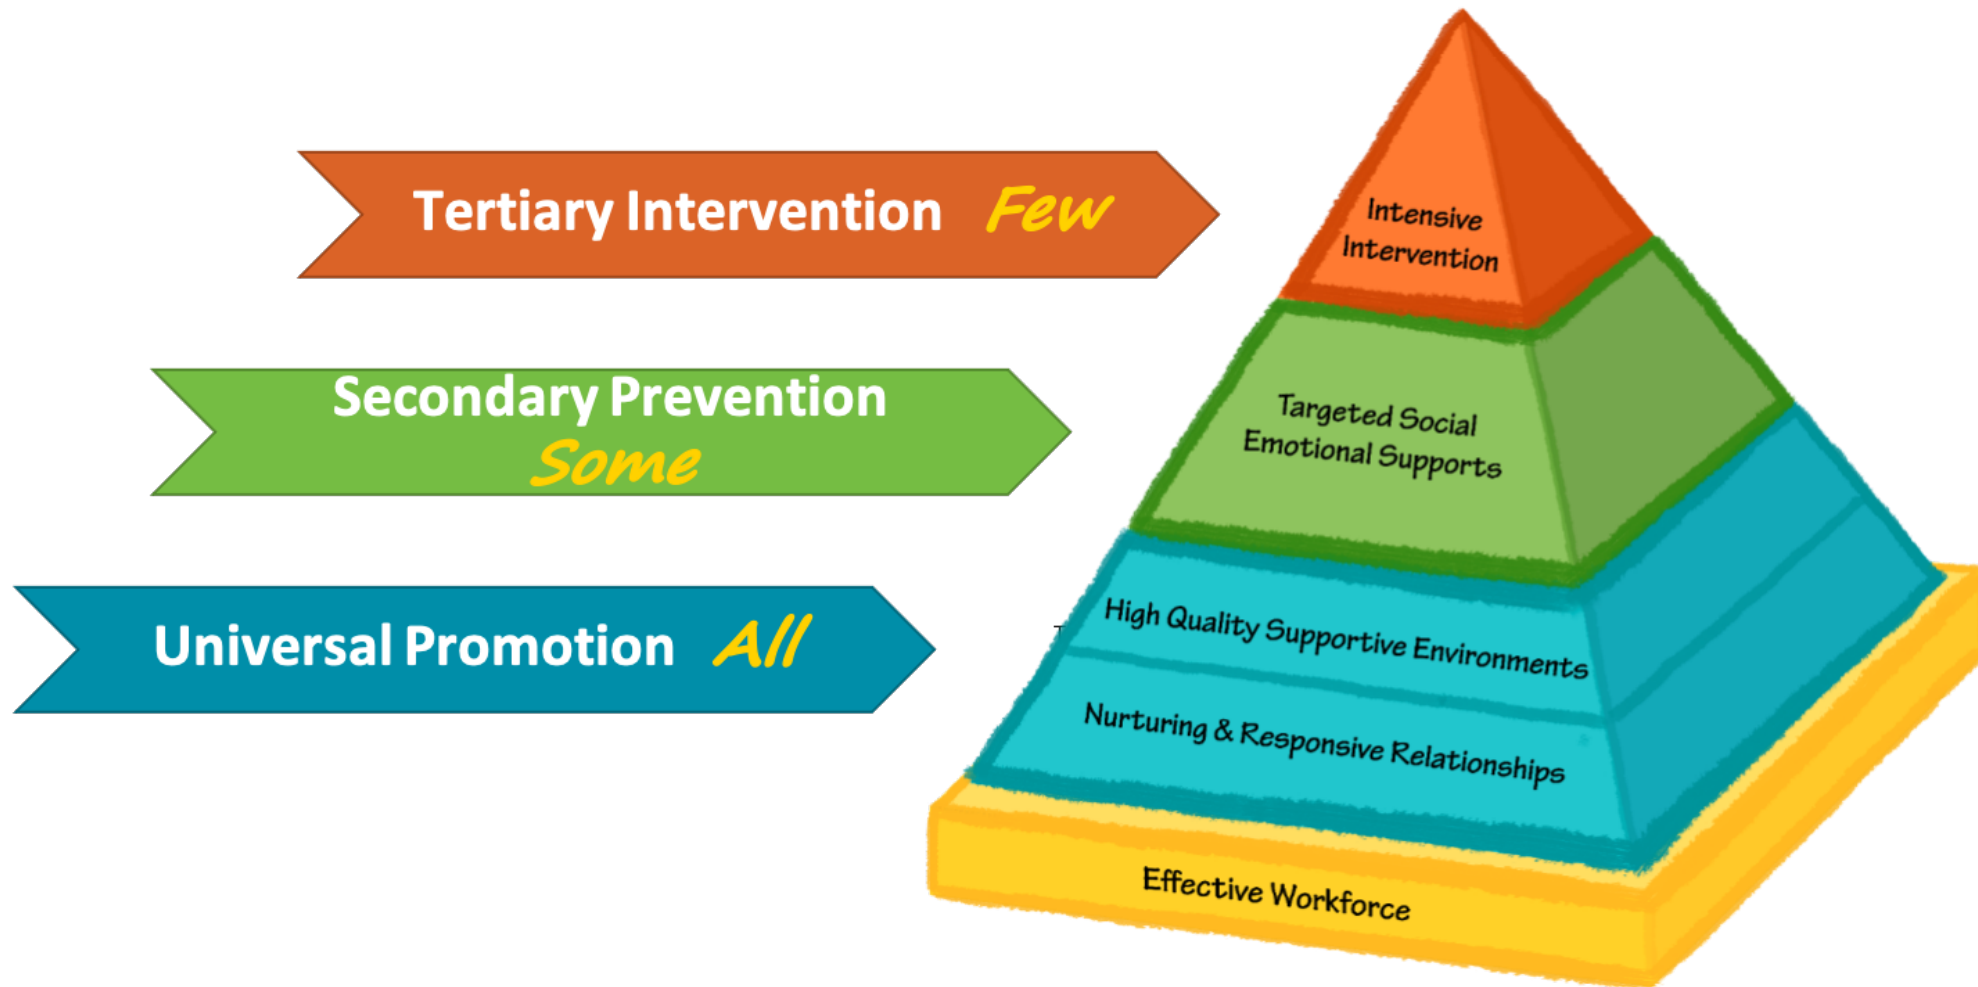 Tertiary Intervention Few
Secondary Prevention
Some
Universal Promotion All
Intensive
Intervention
Targeted Social
Emotional Supports
High Quality Supportive Environments
Nurturing & Responsive Relationships
Effective Workforce